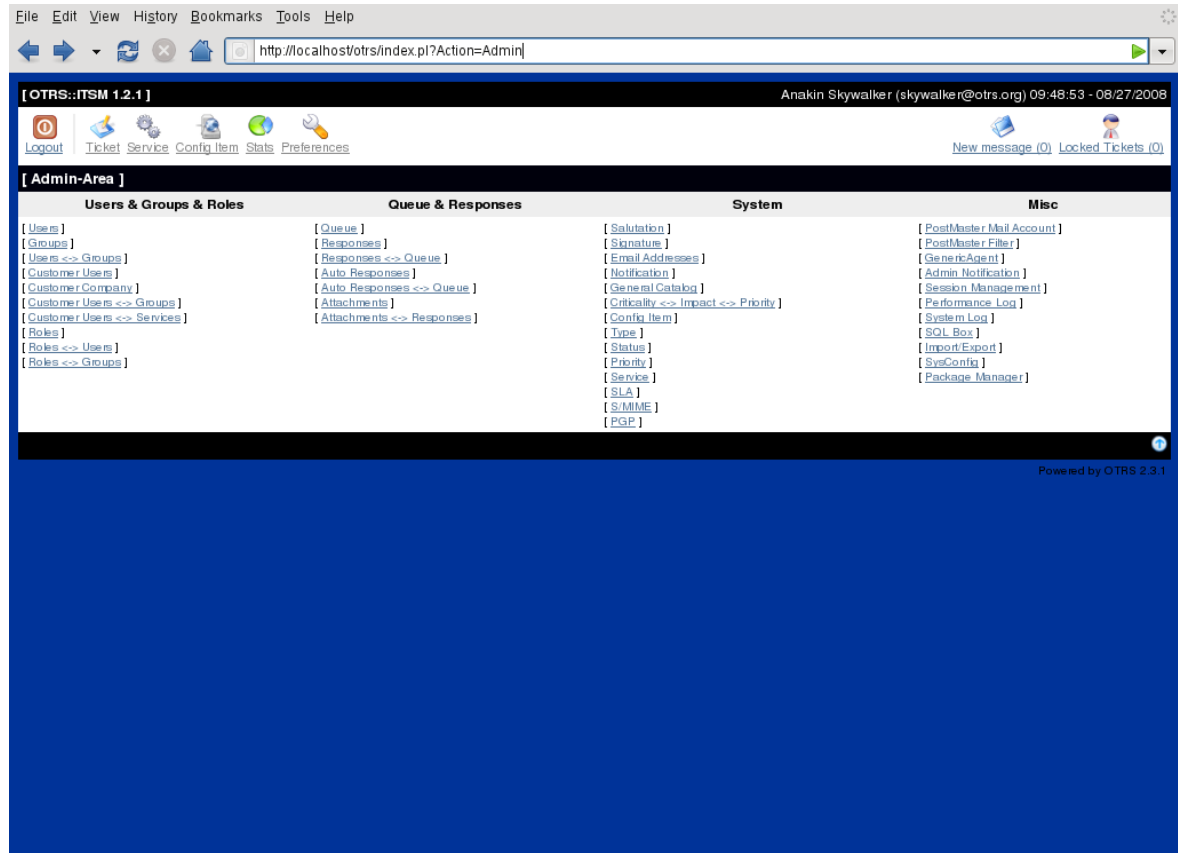 File Edit View History Bookmarks Tools Help
http://localhost/otrs/index.pl?Action=Admin
[ OTRS::ITSM 1.2.1 ] Anakin Skywalker (skywalker@otrs.org) 09:48:53 - 08/27/2008
Logout Ticket Service Config Item Stats Preferences New message (0) Locked Tickets (0)
[ Admin-Area ]
Users & Groups & Roles Queue & Responses System Misc
[ Users ] [ Queue ] [ Salutation ] [ PostMaster Mail Account ]
[ Groups ] [ Responses ] [ Signature ] [ PostMaster Filter ]
[ Users <-> Groups ] [ Responses <-> Queue ] [ Email Addresses ] [ GenericAgent ]
[ Customer Users ] [ Auto Responses ] [ Notification ] [ Admin Notification ]
[ Customer Company ] [ Auto Responses <-> Queue ] [ General Catalog ] [ Session Management ]
[ Customer Users <-> Groups ] [ Attachments ] [ Criticality <-> Impact <-> Priority ] [ Performance Log ]
[ Customer Users <-> Services ] [ Attachments <-> Responses ] [ Config Item ] [ System Log ]
[ Roles ] [ Type ] [ SQL Box ]
[ Roles <-> Users ] [ Status ] [ Import/Export ]
[ Roles <-> Groups ] [ Priority ] [ SysConfig ]
[ Service ] [ Package Manager ]
[ SLA ]
[ S/MIME ]
[ PGP ]
Powered by OTRS 2.3.1